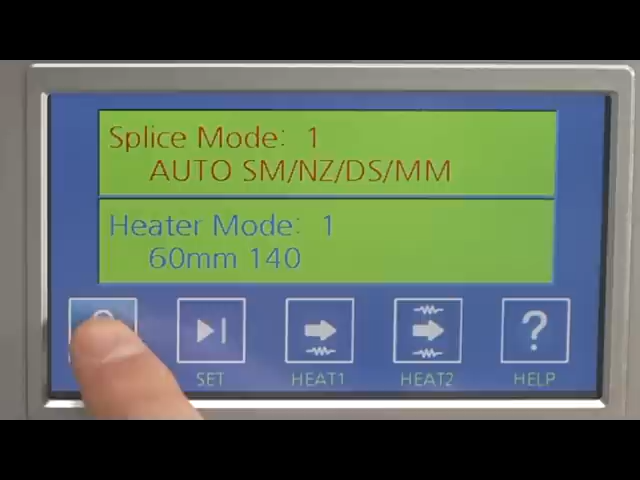 Splice Mode: 1
AUTO SM/NZ/DS/MM
Heater Mode: 1
60mm 140
?
SET
HEAT1
HEAT2
HELP